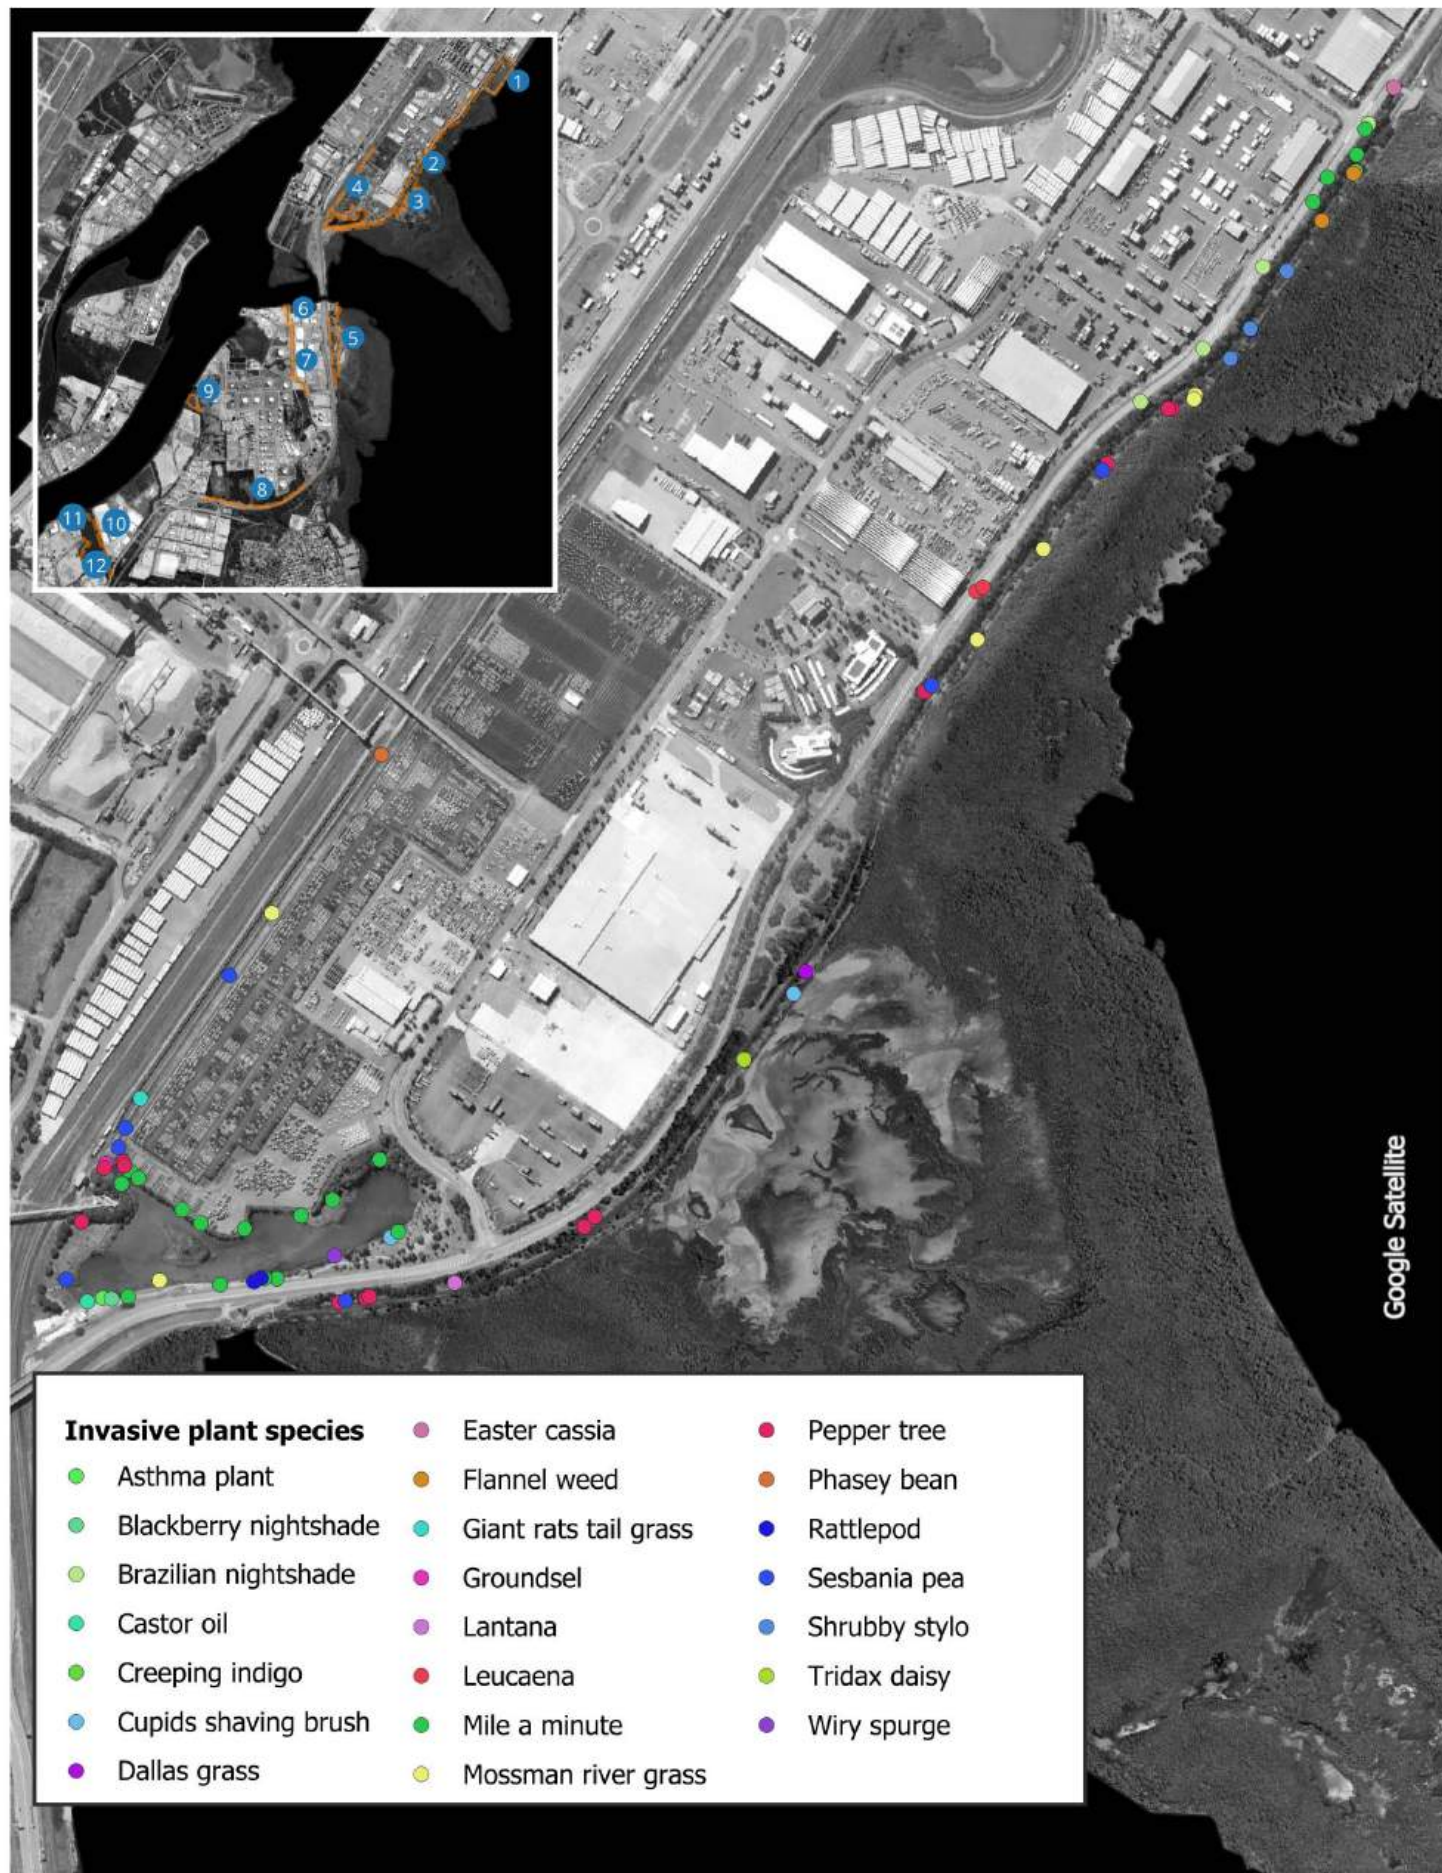 1
2
4
3
6
5
7
9
8
11
10
12
Google Satellite
Invasive plant species
Asthma plant
Blackberry nightshade
Brazilian nightshade
Castor oil
Creeping indigo
Cupids shaving brush
Dallas grass
Easter cassia
Flannel weed
Giant rats tail grass
Groundsel
Lantana
Leucaena
Mile a minute
Mossman river grass
Pepper tree
Phasey bean
Rattlepod
Sesbania pea
Shrubby stylo
Tridax daisy
Wiry spurge